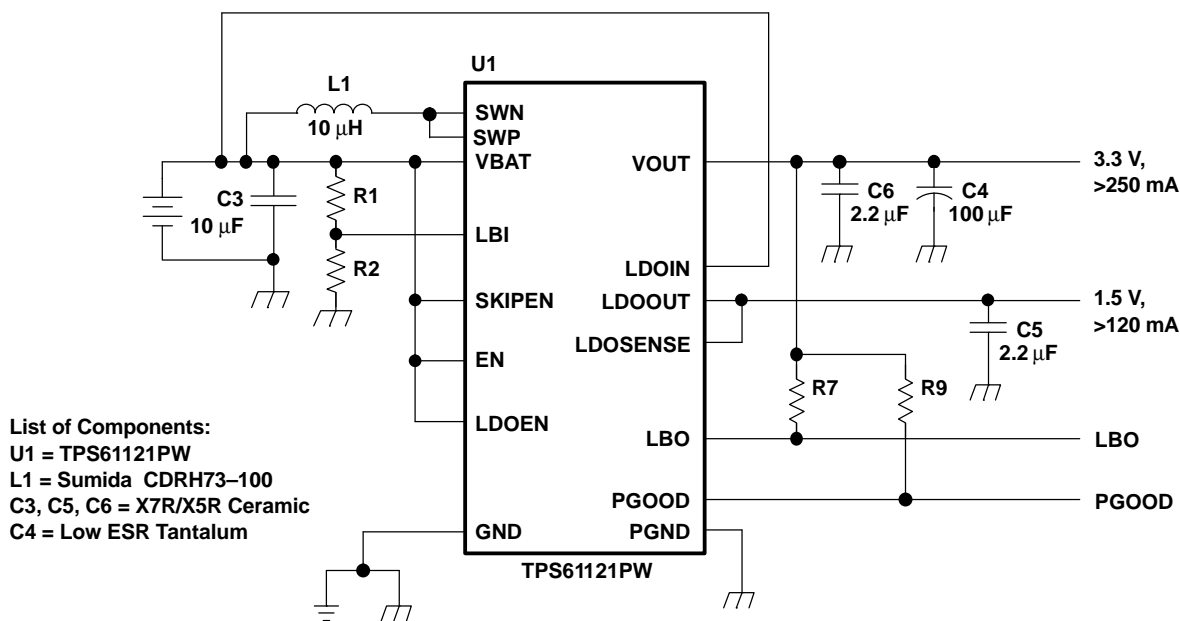 U1
L1
10 μH
SWN
SWP
VBAT
VOUT
3.3 V,
>250 mA
C3
10 μF
R1
C6
2.2 μF
C4
100 μF
LBI
R2
LDOIN
SKIPEN
LDOOUT
1.5 V,
>120 mA
LDOSENSE
C5
2.2 μF
EN
R7
R9
LDOEN
LBO
LBO
List of Components:
U1 = TPS61121PW
L1 = Sumida CDRH73–100
C3, C5, C6 = X7R/X5R Ceramic
C4 = Low ESR Tantalum
PGOOD
PGOOD
GND
PGND
TPS61121PW